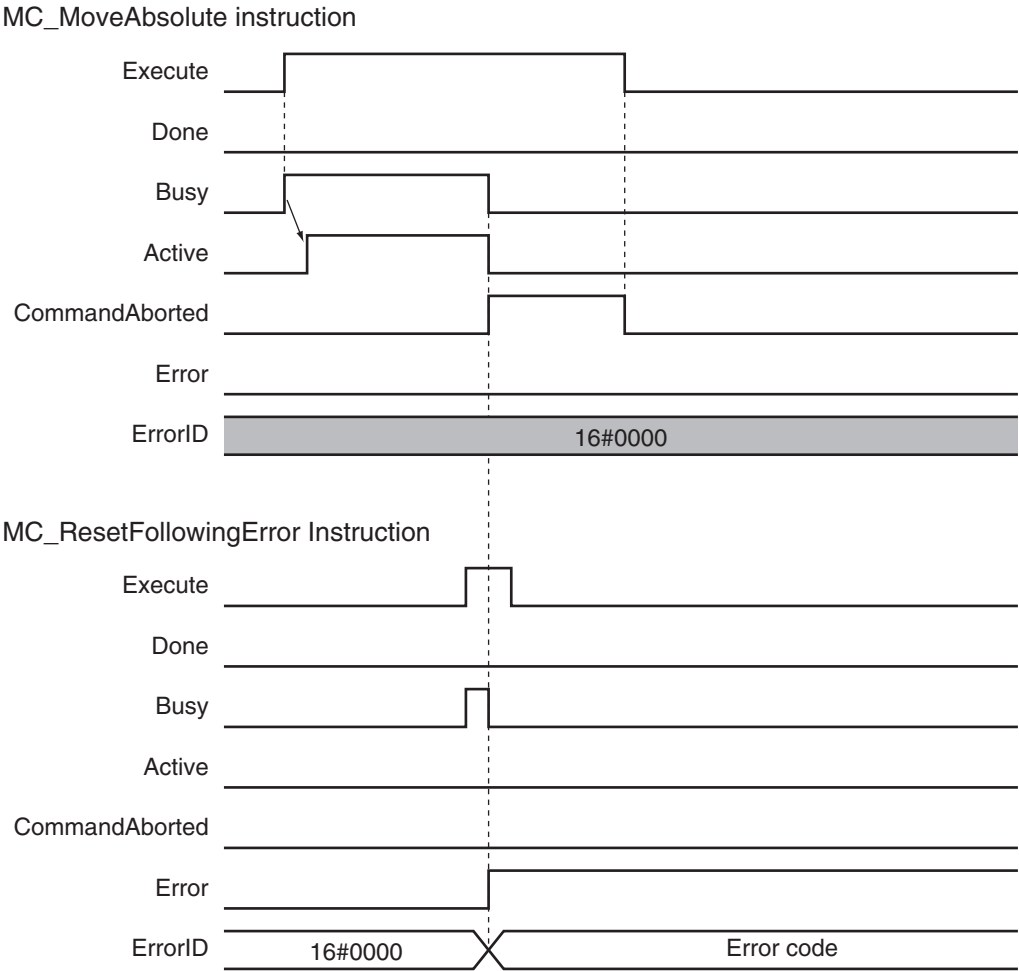 MC_MoveAbsolute instruction
Execute
Done
Busy
Active
CommandAborted
Error
ErrorID
16#0000
MC_ResetFollowingError Instruction
Execute
Done
Busy
Active
CommandAborted
Error
ErrorID
16#0000
Error code